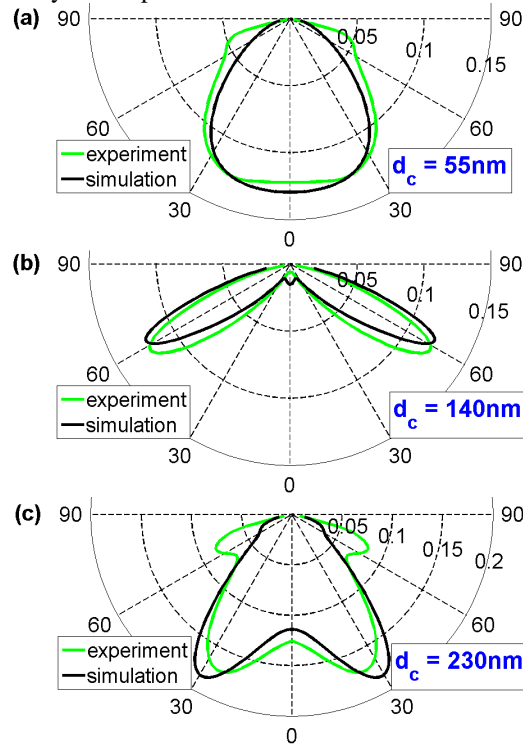 (a)
90
90
0.05
0.1
0.15
60
60
experiment
simulation
d_c = 55nm
30
30
0
(b)
90
90
0.05
0.1
0.15
60
60
experiment
simulation
d_c = 140nm
30
30
0
(c)
90
90
0.05
0.1
0.15
0.2
60
60
experiment
simulation
d_c = 230nm
30
30
0